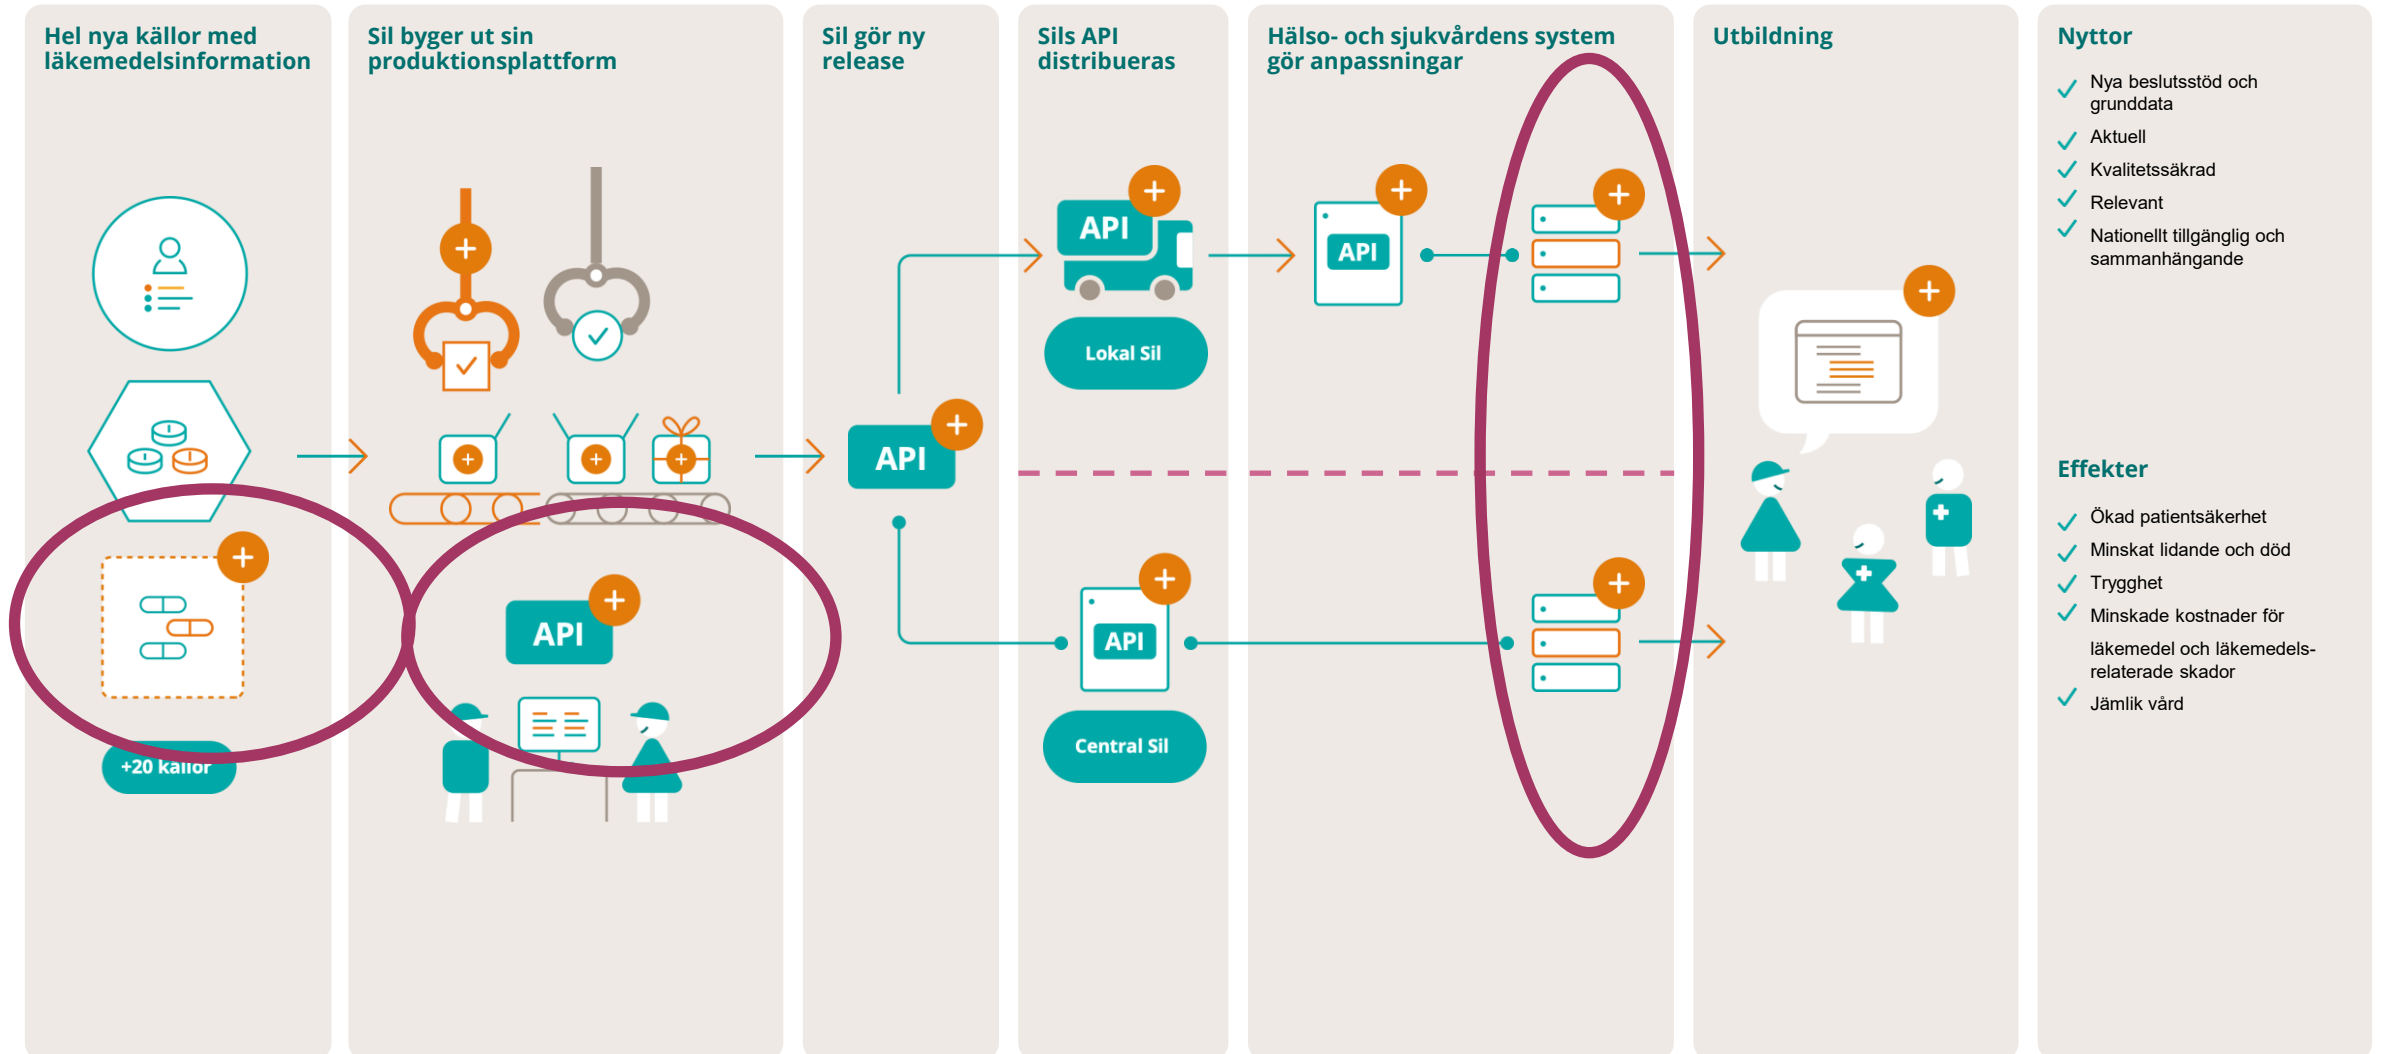 Hel nya källor med
läkemedelsinformation
+20 källor
Sil byger ut sin
produktionsplattform
API
Sil gör ny
release
API
Sils API
distribueras
API
Lokal Sil
API
Central Sil
Hälso- och sjukvårdens system
gör anpassningar
API
Utbildning
Nyttor
Nya beslutsstöd och
grunddata
Aktuell
Kvalitetssäkrad
Relevant
Nationellt tillgänglig och
sammanhängande
Effekter
Ökad patientsäkerhet
Minskat lidande och död
Trygghet
Minskade kostnader för
läkemedel och läkemedels-
relaterade skador
Jämlik vård